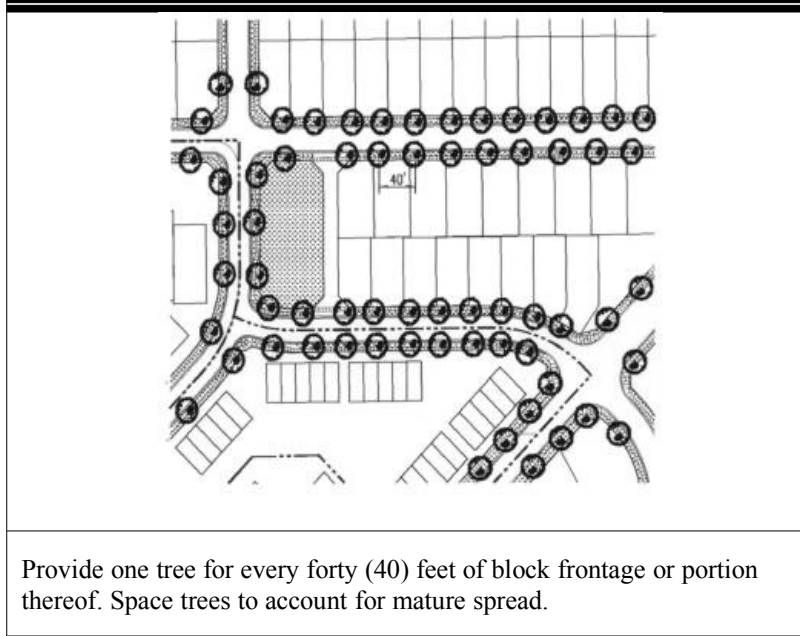 40'
Provide one tree for every forty (40) feet of block frontage or portion
thereof. Space trees to account for mature spread.